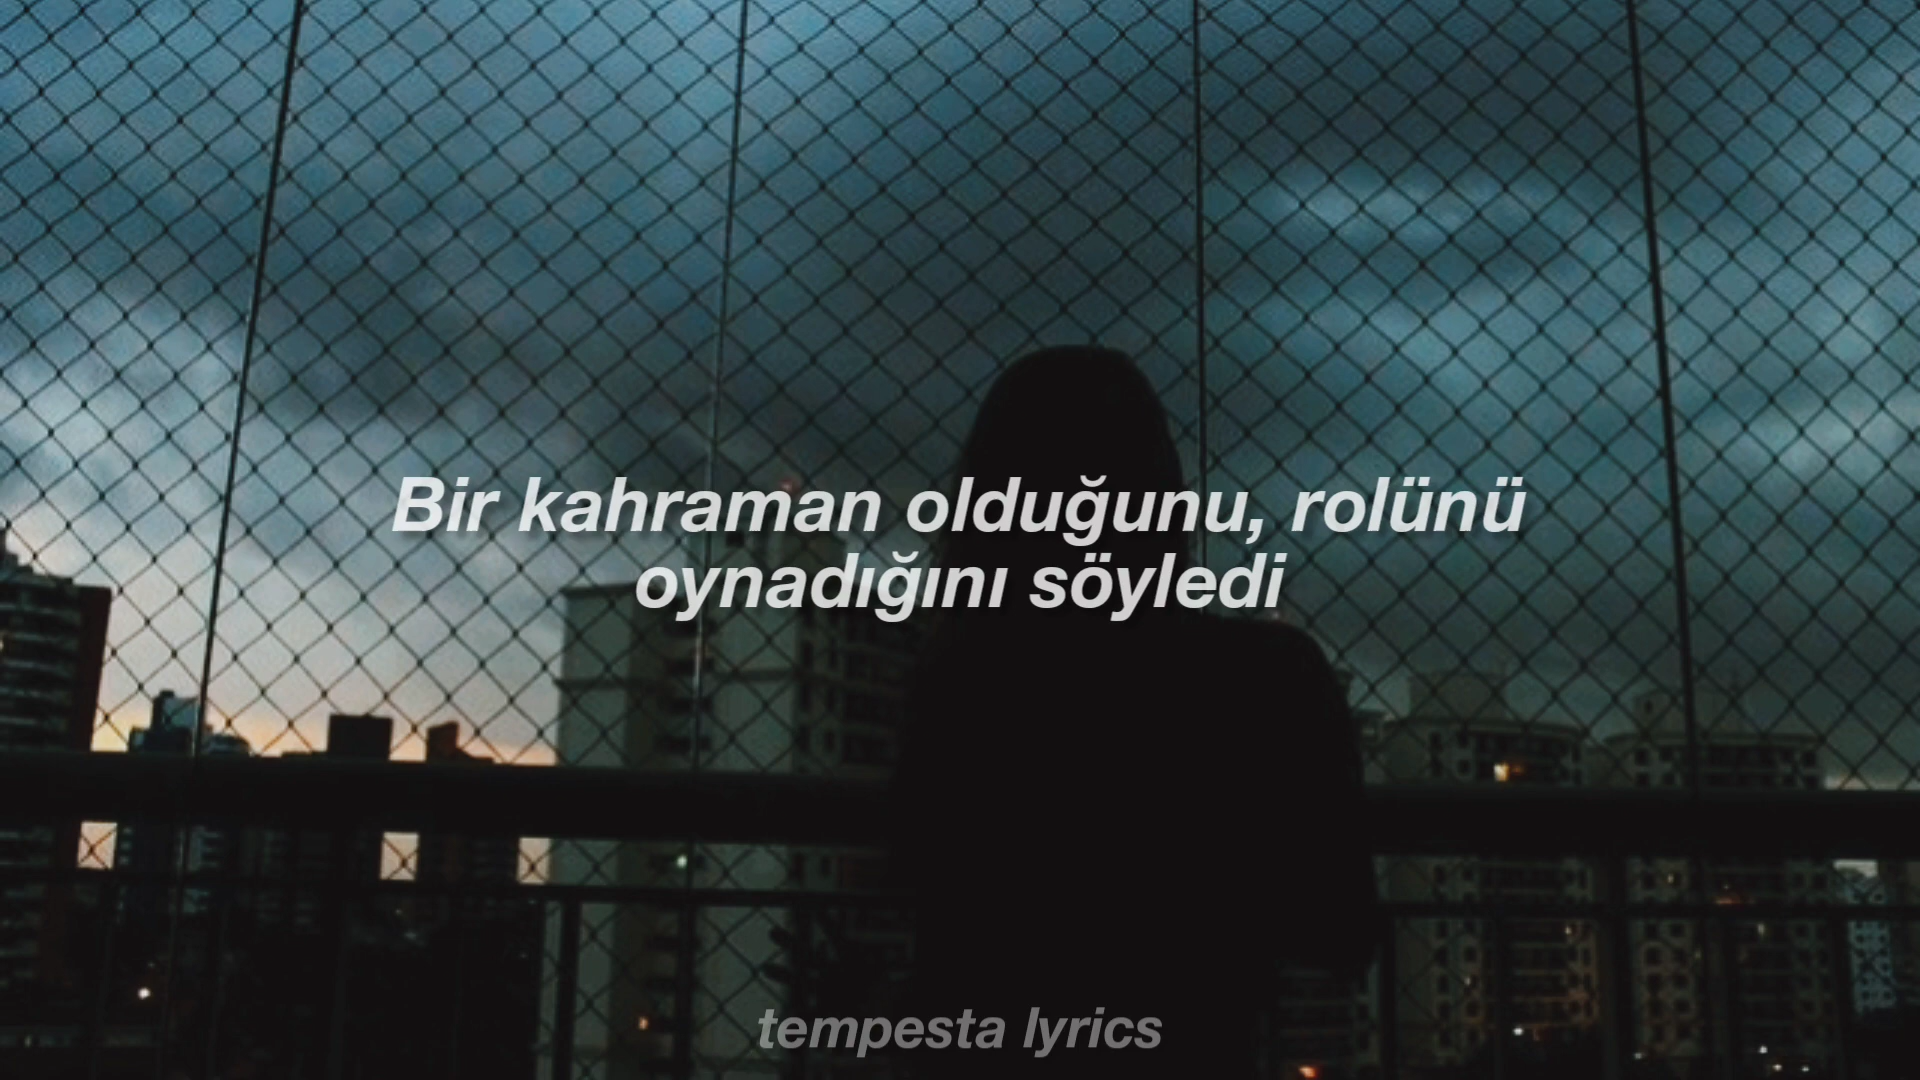 Bir kahraman olduğunu, rolünü
oynadığını söyledi
tempesta lyrics